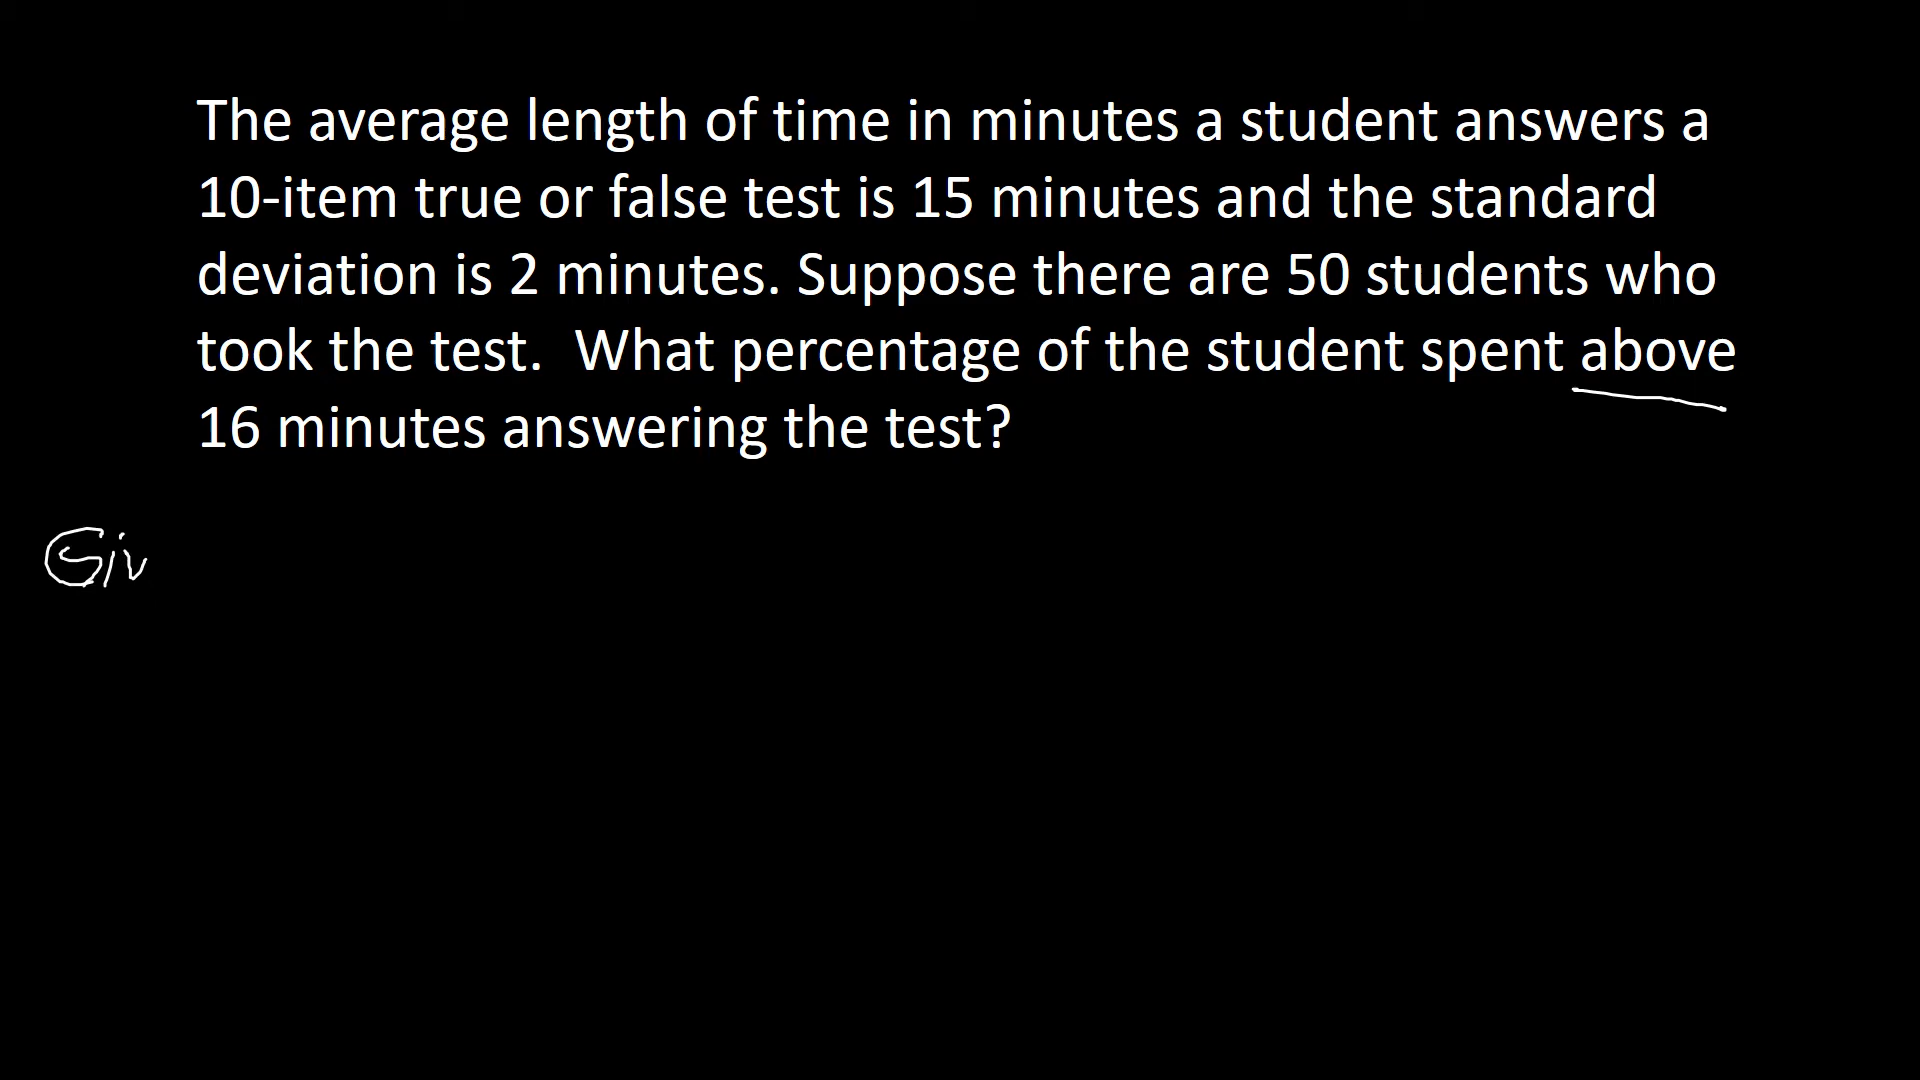 The average length of time in minutes a student answers a
10-item true or false test is 15 minutes and the standard
deviation is 2 minutes. Suppose there are 50 students who
took the test.  What percentage of the student spent above
16 minutes answering the test?
Giv